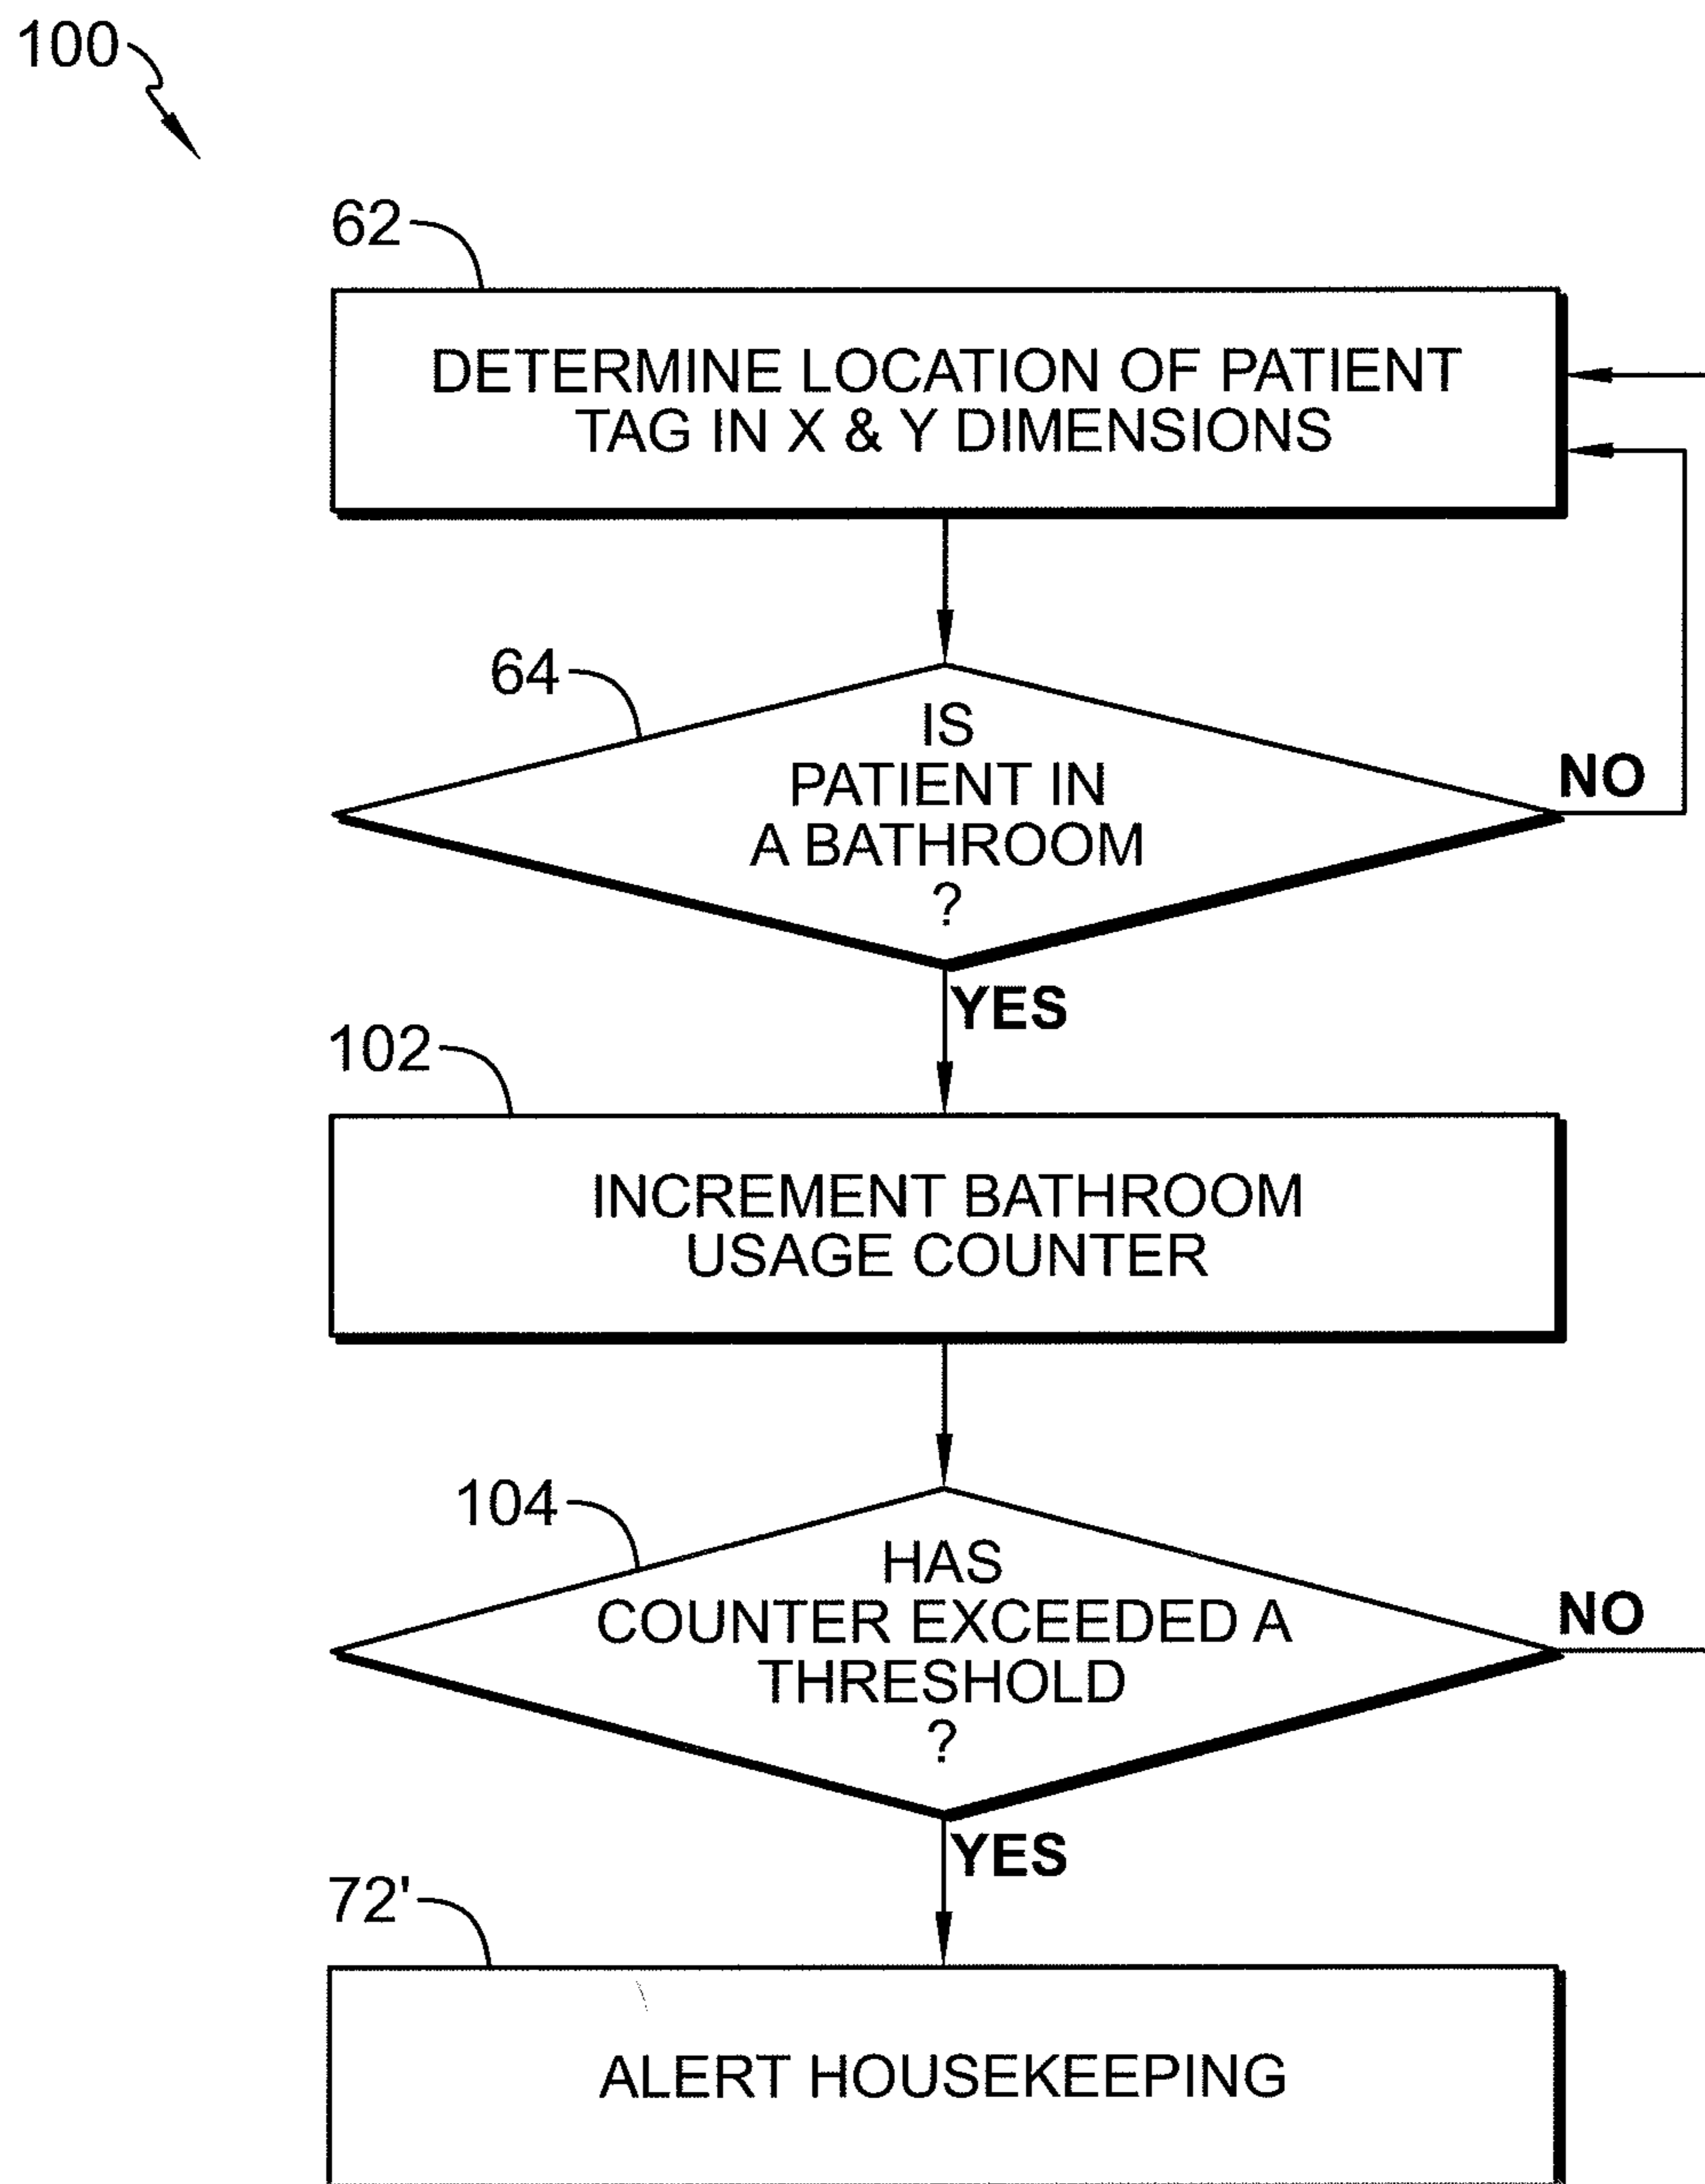 100
62
DETERMINE LOCATION OF PATIENT
TAG IN X & Y DIMENSIONS
64
IS
PATIENT IN
A BATHROOM
?
NO
YES
102
INCREMENT BATHROOM
USAGE COUNTER
104
HAS
COUNTER EXCEEDED A
THRESHOLD
?
NO
YES
72'
ALERT HOUSEKEEPING